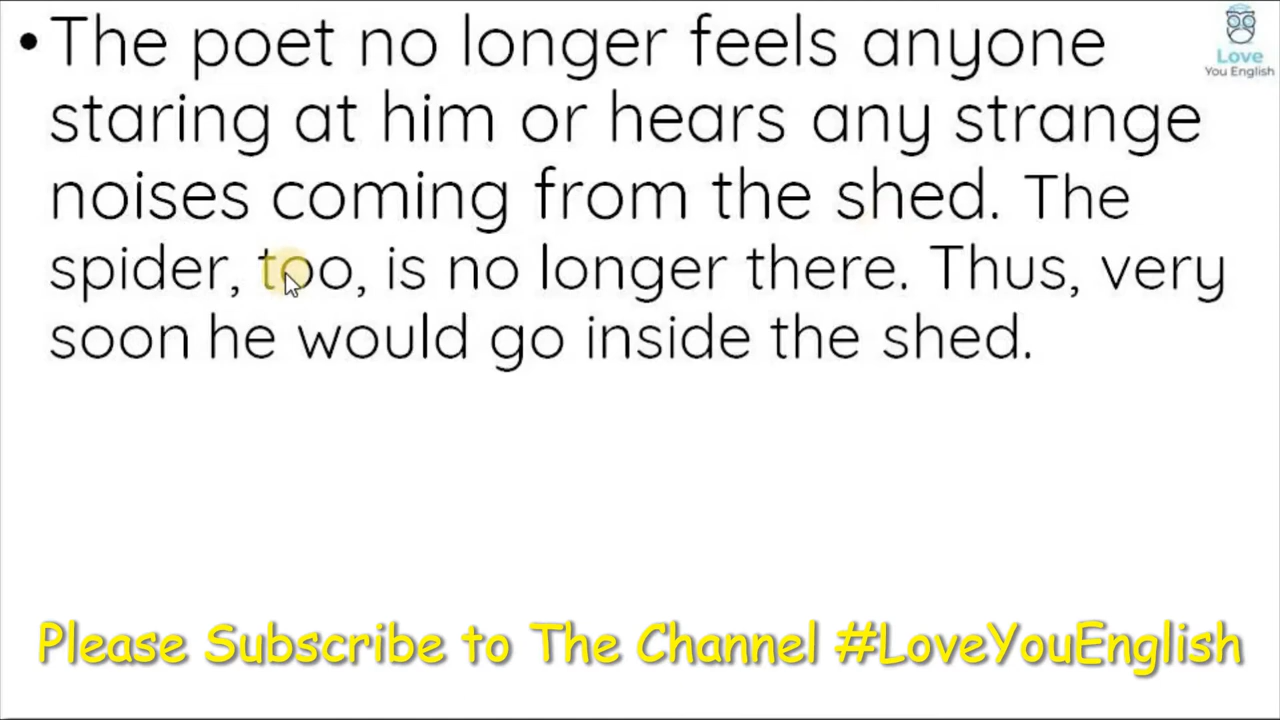 • The poet no longer feels anyone
staring at him or hears any strange
noises coming from the shed. The
spider, too, is no longer there. Thus, very
soon he would go inside the shed.
Love
You English
Please Subscribe to The Channel #LoveYouEnglish